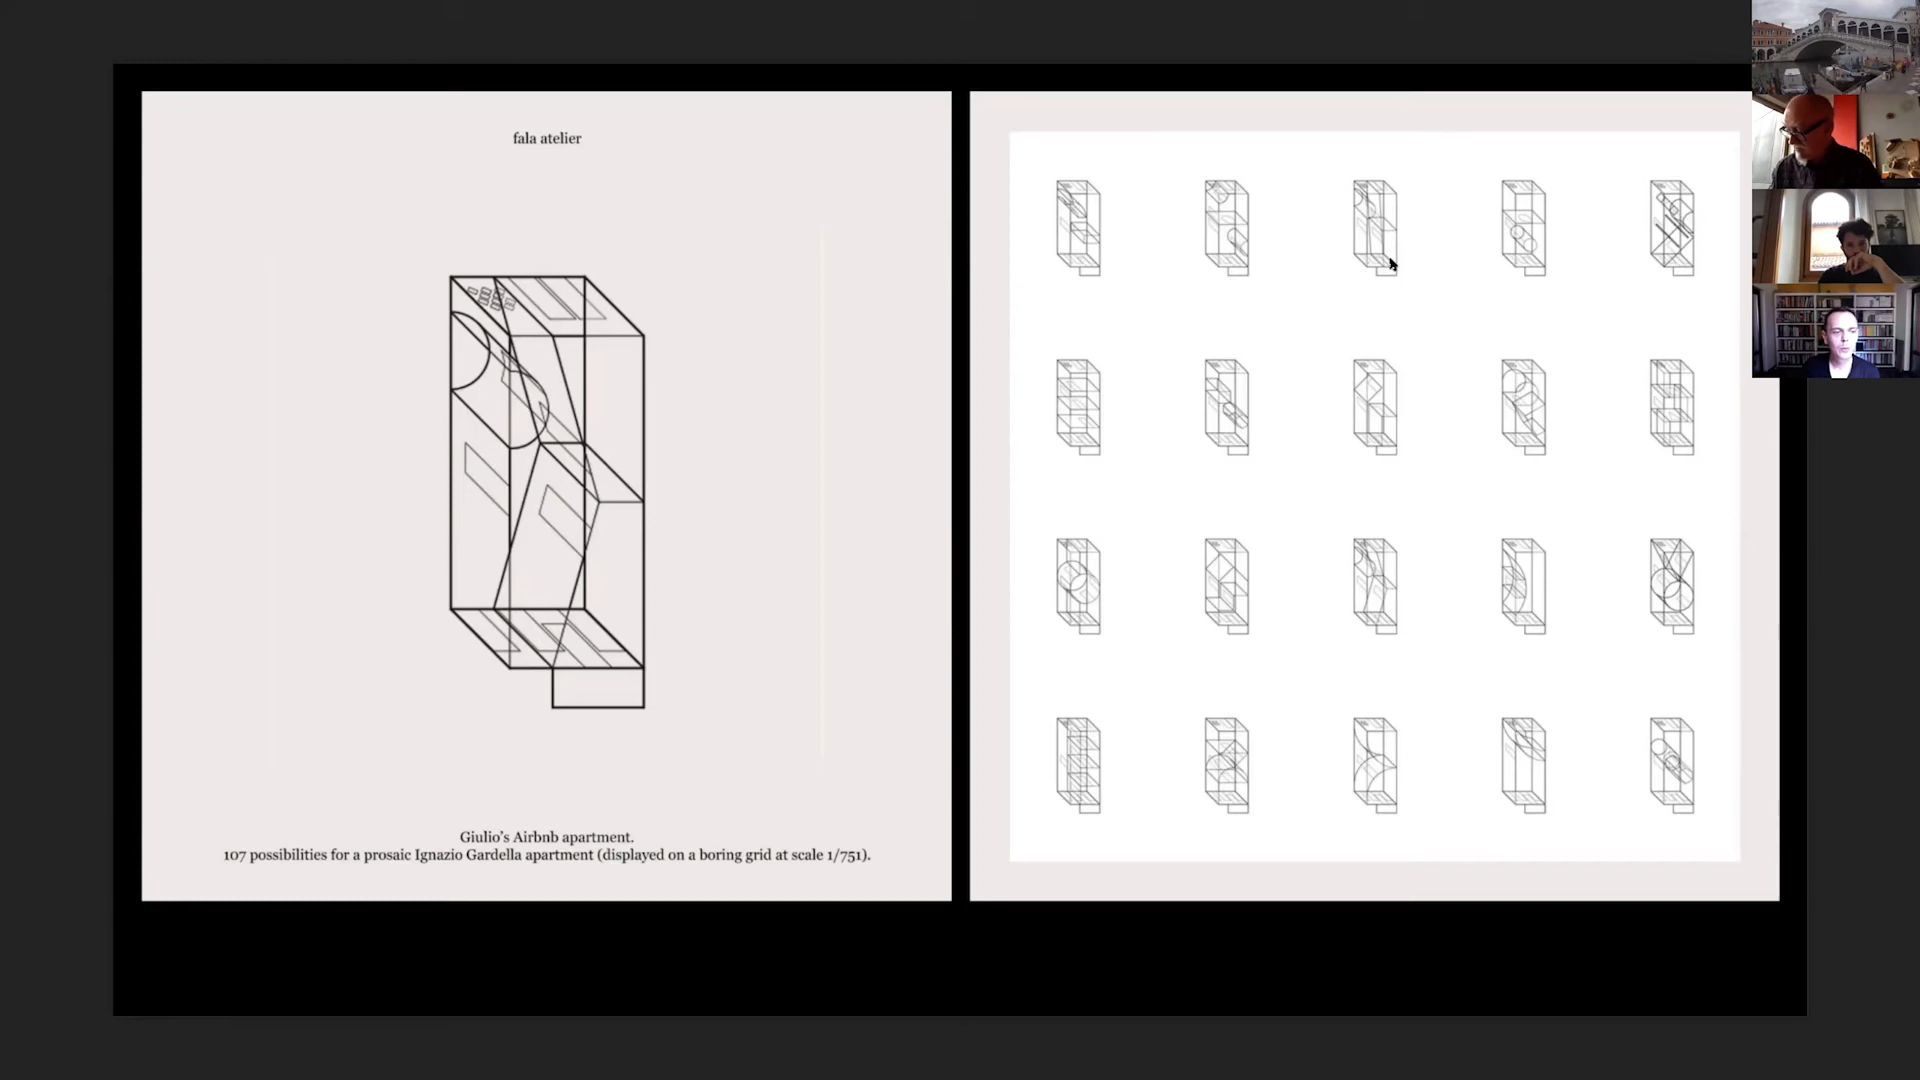 fala atelier
Giulio’s Airbnb apartment.
107 possibilities for a prosaic Ignazio Gardella apartment (displayed on a boring grid at scale 1/751).